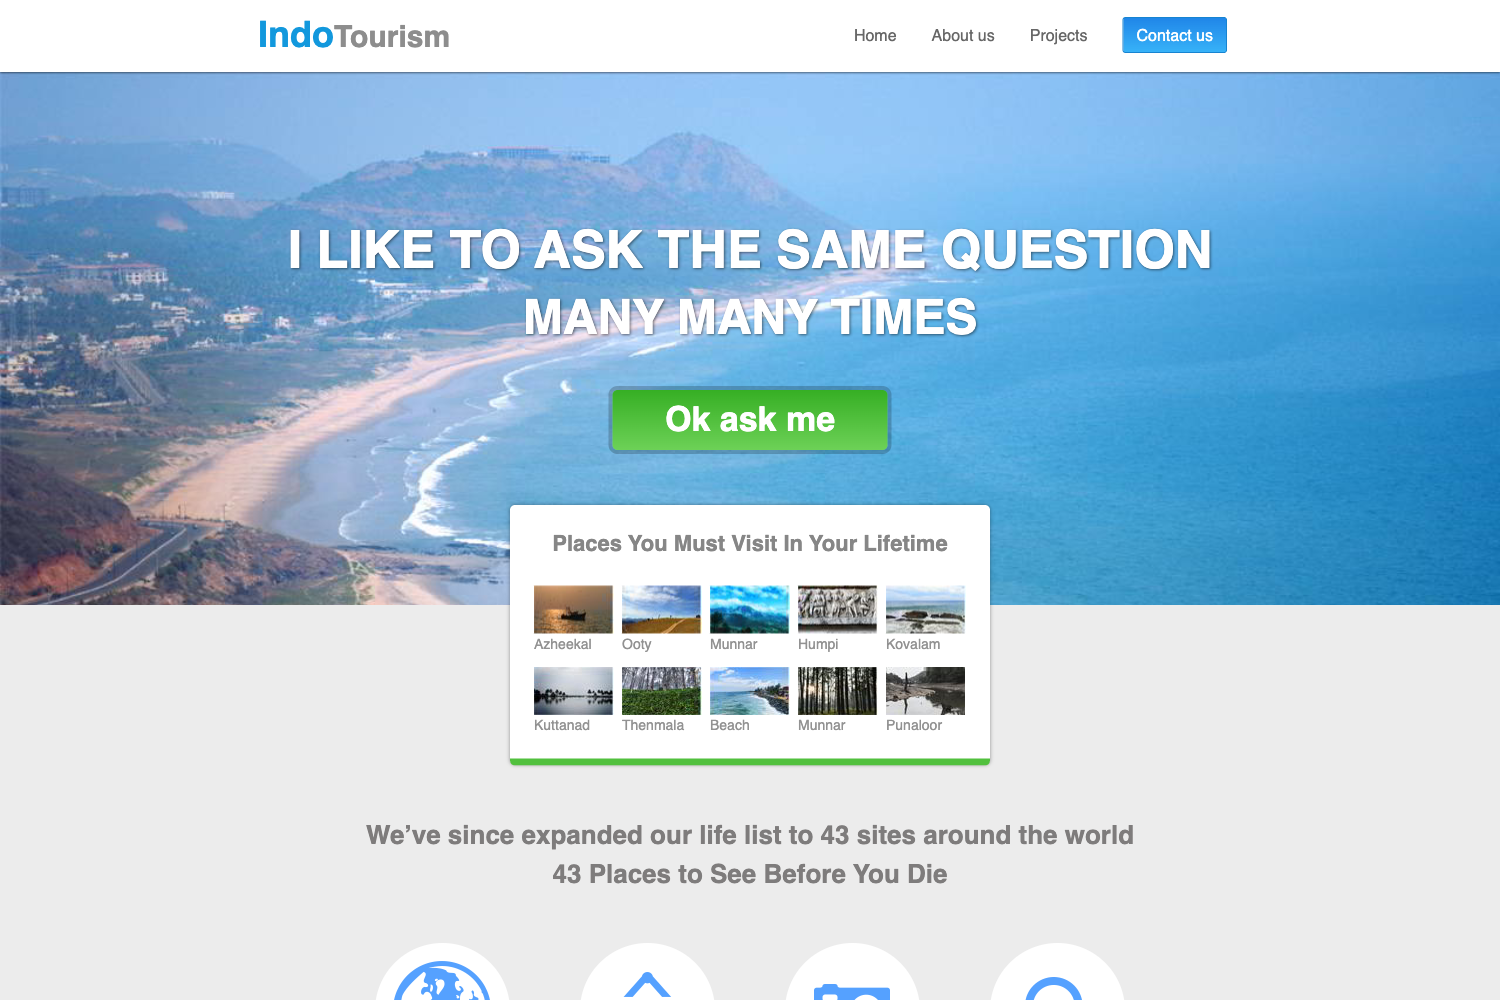 IndoTourism
Home
About us
Projects
Contact us
I LIKE TO ASK THE SAME QUESTION
MANY MANY TIMES
Ok ask me
Places You Must Visit In Your Lifetime
Azheekal
Ooty
Munnar
Humpi
Kovalam
Kuttanad
Thenmala
Beach
Munnar
Punaloor
We’ve since expanded our life list to 43 sites around the world
43 Places to See Before You Die